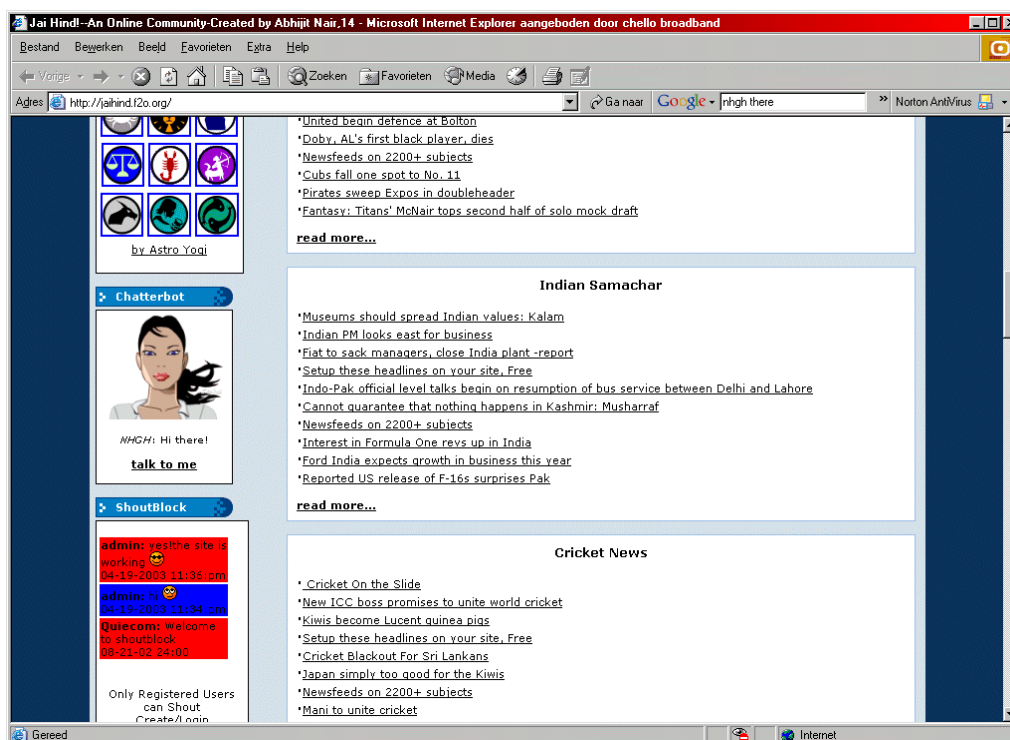 Jai Hind!--An Online Community-Created by Abhijit Nair,14 - Microsoft Internet Explorer aangeboden door chello broadband
Bestand Bewerken Beeld Favorieten Extra Help
Vorige Zoeken Favorieten Media
Adres http://jaihind.f2o.org/ Ga naar Google nhgh there » Norton AntiVirus
by Astro Yogi
Chatterbot
NHGH: Hi there!
talk to me
ShoutBlock
admin: yes!the site is
working
04-19-2003 11:36:pm
admin: hi
04-19-2003 11:34:pm
Quiecom: Welcome
to shoutblock
08-21-02 24:00
Only Registered Users
can Shout
Create/Login
•United begin defence at Bolton
•Doby, AL's first black player, dies
•Newsfeeds on 2200+ subjects
•Cubs fall one spot to No. 11
•Pirates sweep Expos in doubleheader
•Fantasy: Titans' McNair tops second half of solo mock draft
read more...
Indian Samachar
•Museums should spread Indian values: Kalam
•Indian PM looks east for business
•Fiat to sack managers, close India plant -report
•Setup these headlines on your site, Free
•Indo-Pak official level talks begin on resumption of bus service between Delhi and Lahore
•Cannot guarantee that nothing happens in Kashmir: Musharraf
•Newsfeeds on 2200+ subjects
•Interest in Formula One revs up in India
•Ford India expects growth in business this year
•Reported US release of F-16s surprises Pak
read more...
Cricket News
• Cricket On the Slide
•New ICC boss promises to unite world cricket
•Kiwis become Lucent guinea pigs
•Setup these headlines on your site, Free
•Cricket Blackout For Sri Lankans
•Japan simply too good for the Kiwis
•Newsfeeds on 2200+ subjects
•Mani to unite cricket
Gereed Internet